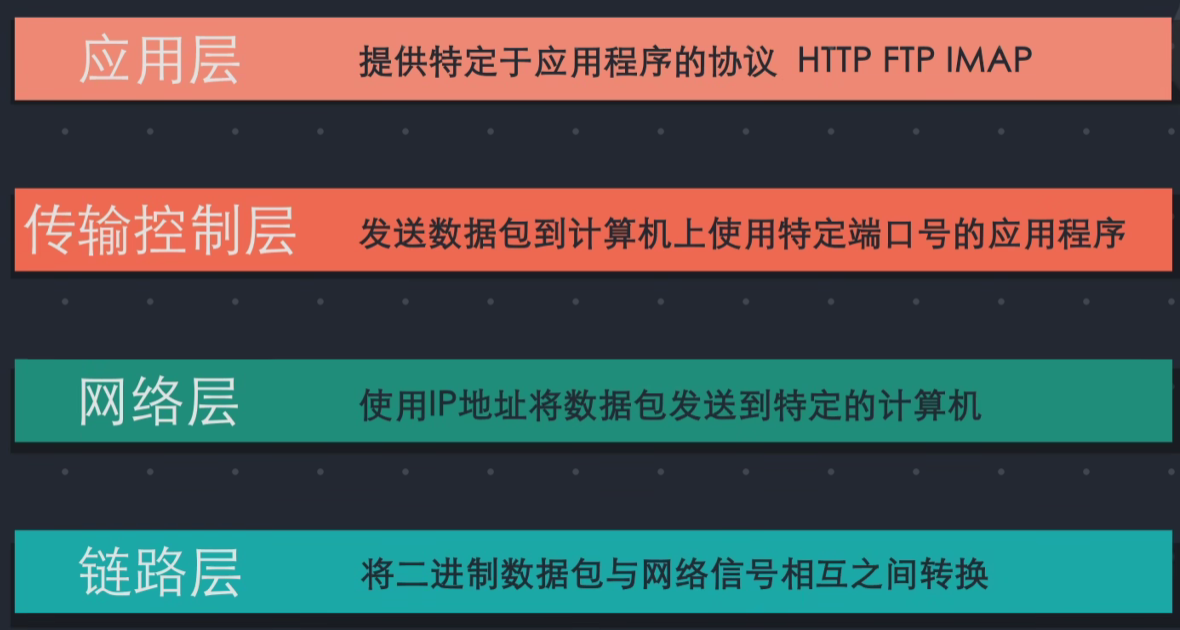 应用层 提供特定于应用程序的协议 HTTP FTP IMAP
传输控制层 发送数据包到计算机上使用特定端口号的应用程序
网络层 使用IP地址将数据包发送到特定的计算机
链路层 将二进制数据包与网络信号相互之间转换